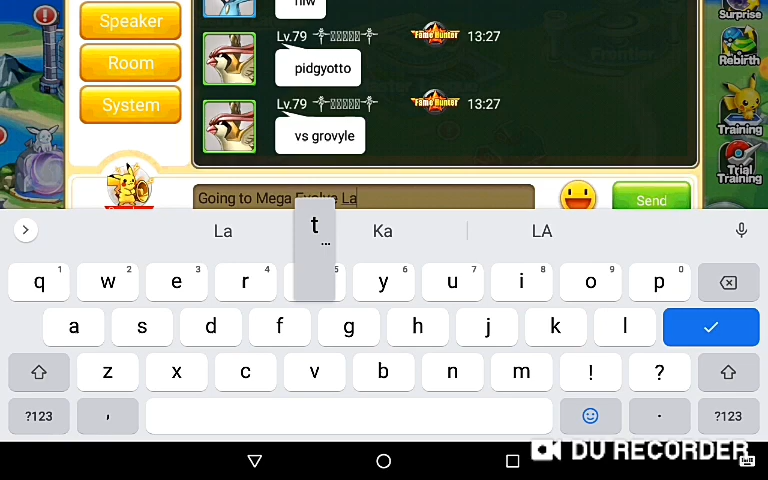 Speaker
Room
System
Lv.79
Fame Hunter
13:27
pidgyotto
Lv.79
Fame Hunter
13:27
vs grovyle
Surprise
Rebirth
Training
Trial
Training
Going to Mega Evolve La
Send
La
Ka
LA
t
...
q 1 w 2 e 3 r 4 5 y 6 u 7 i 8 o 9 p 0
a s d f g h j k l
z x c v b n m ! ?
?123 , . ?123
DU RECORDER